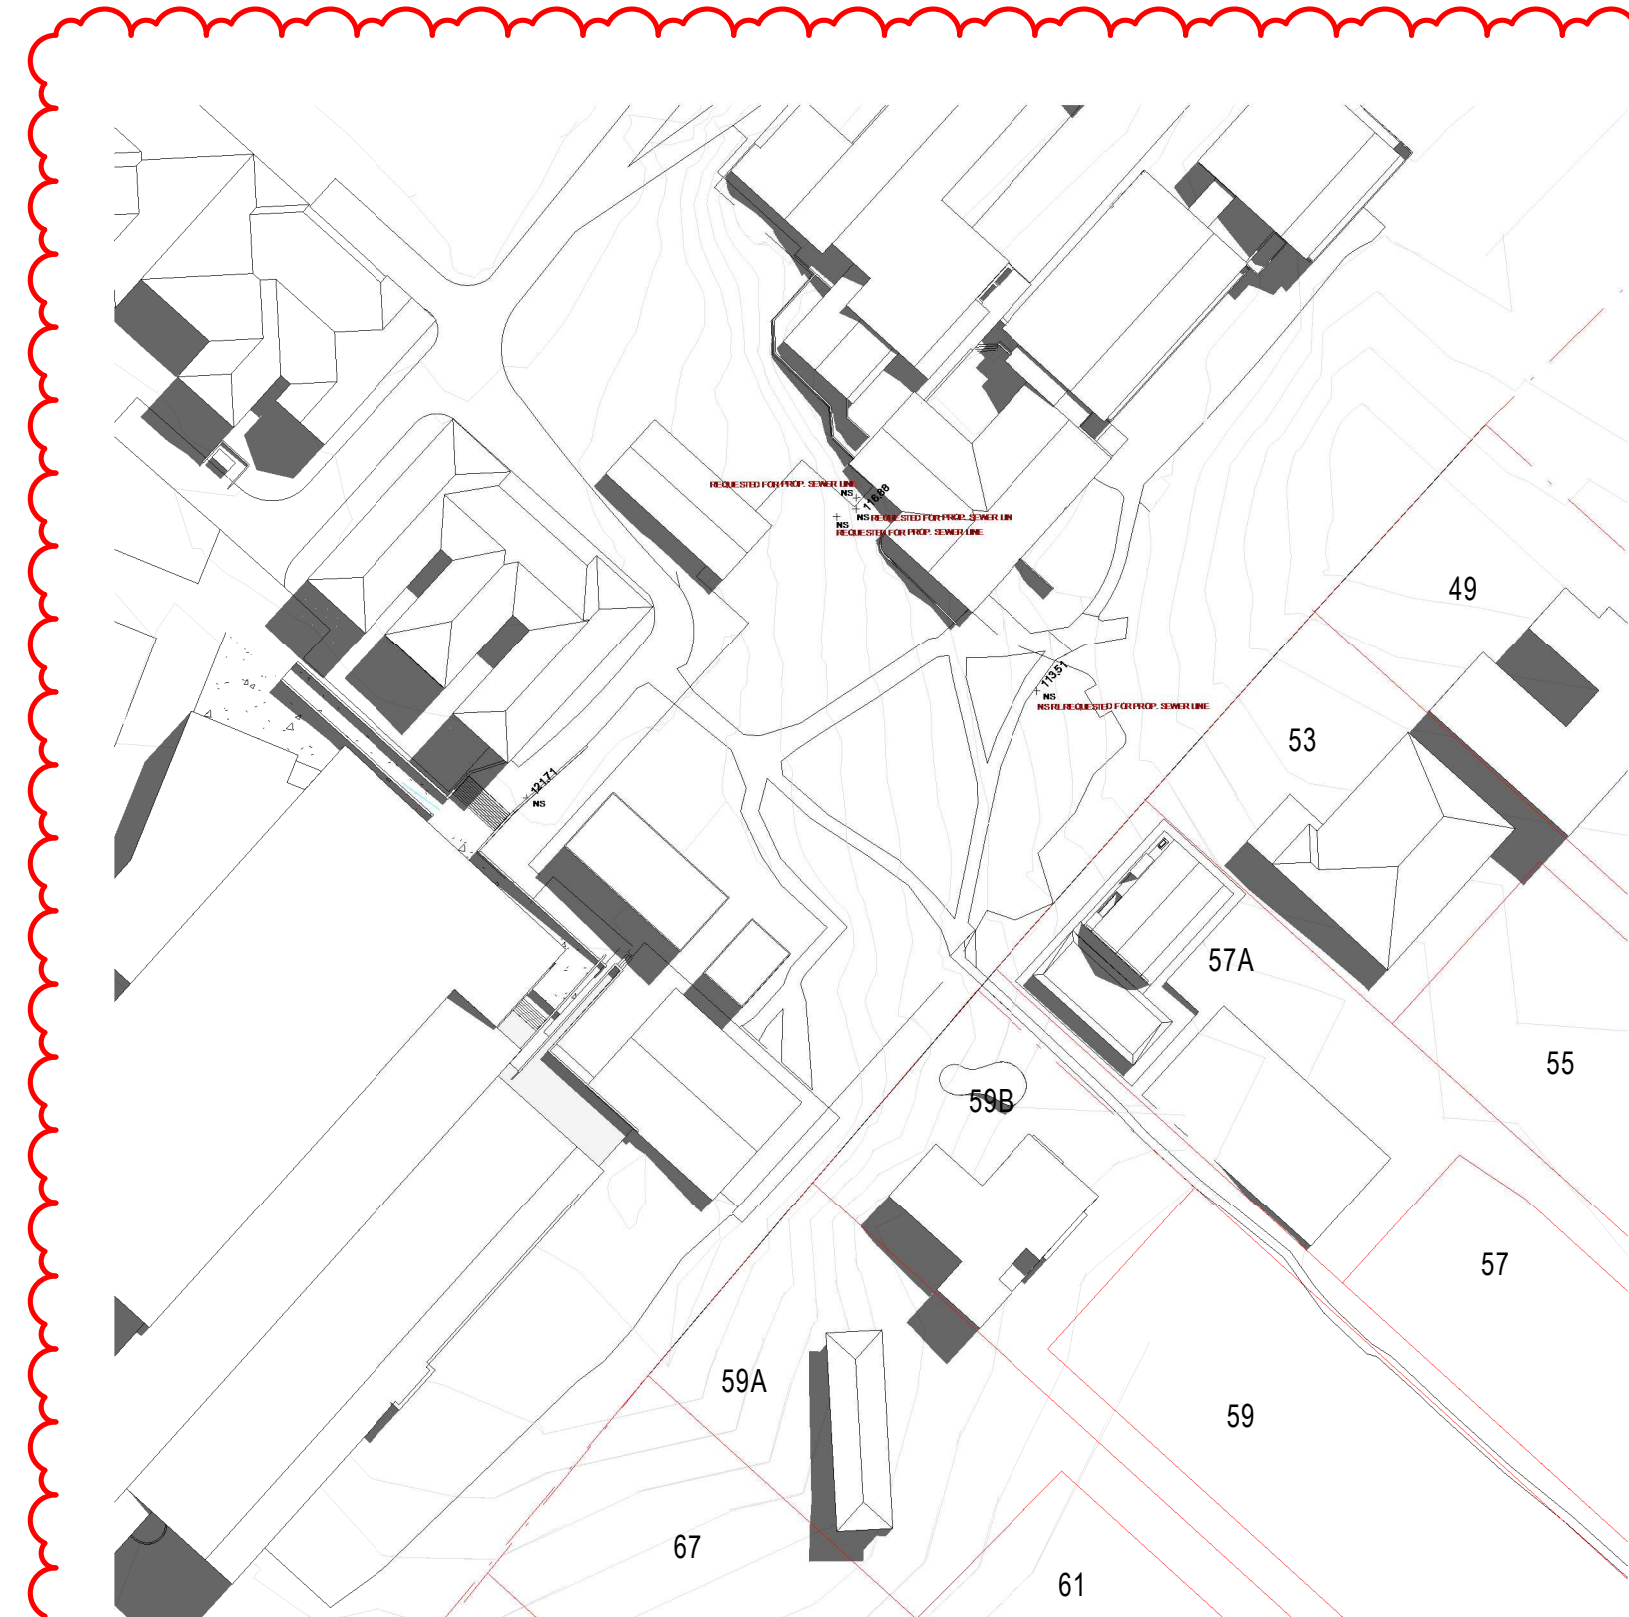 REQUESTED FOR PROP. SEWER LINE
NS
116.88
NS REQUESTED FOR PROP. SEWER LIN
NS
REQUESTED FOR PROP. SEWER LINE
49
113.51
NS
NS RL REQUESTED FOR PROP. SEWER LINE
53
121.71
NS
57A
55
59B
57
59A
59
67
61